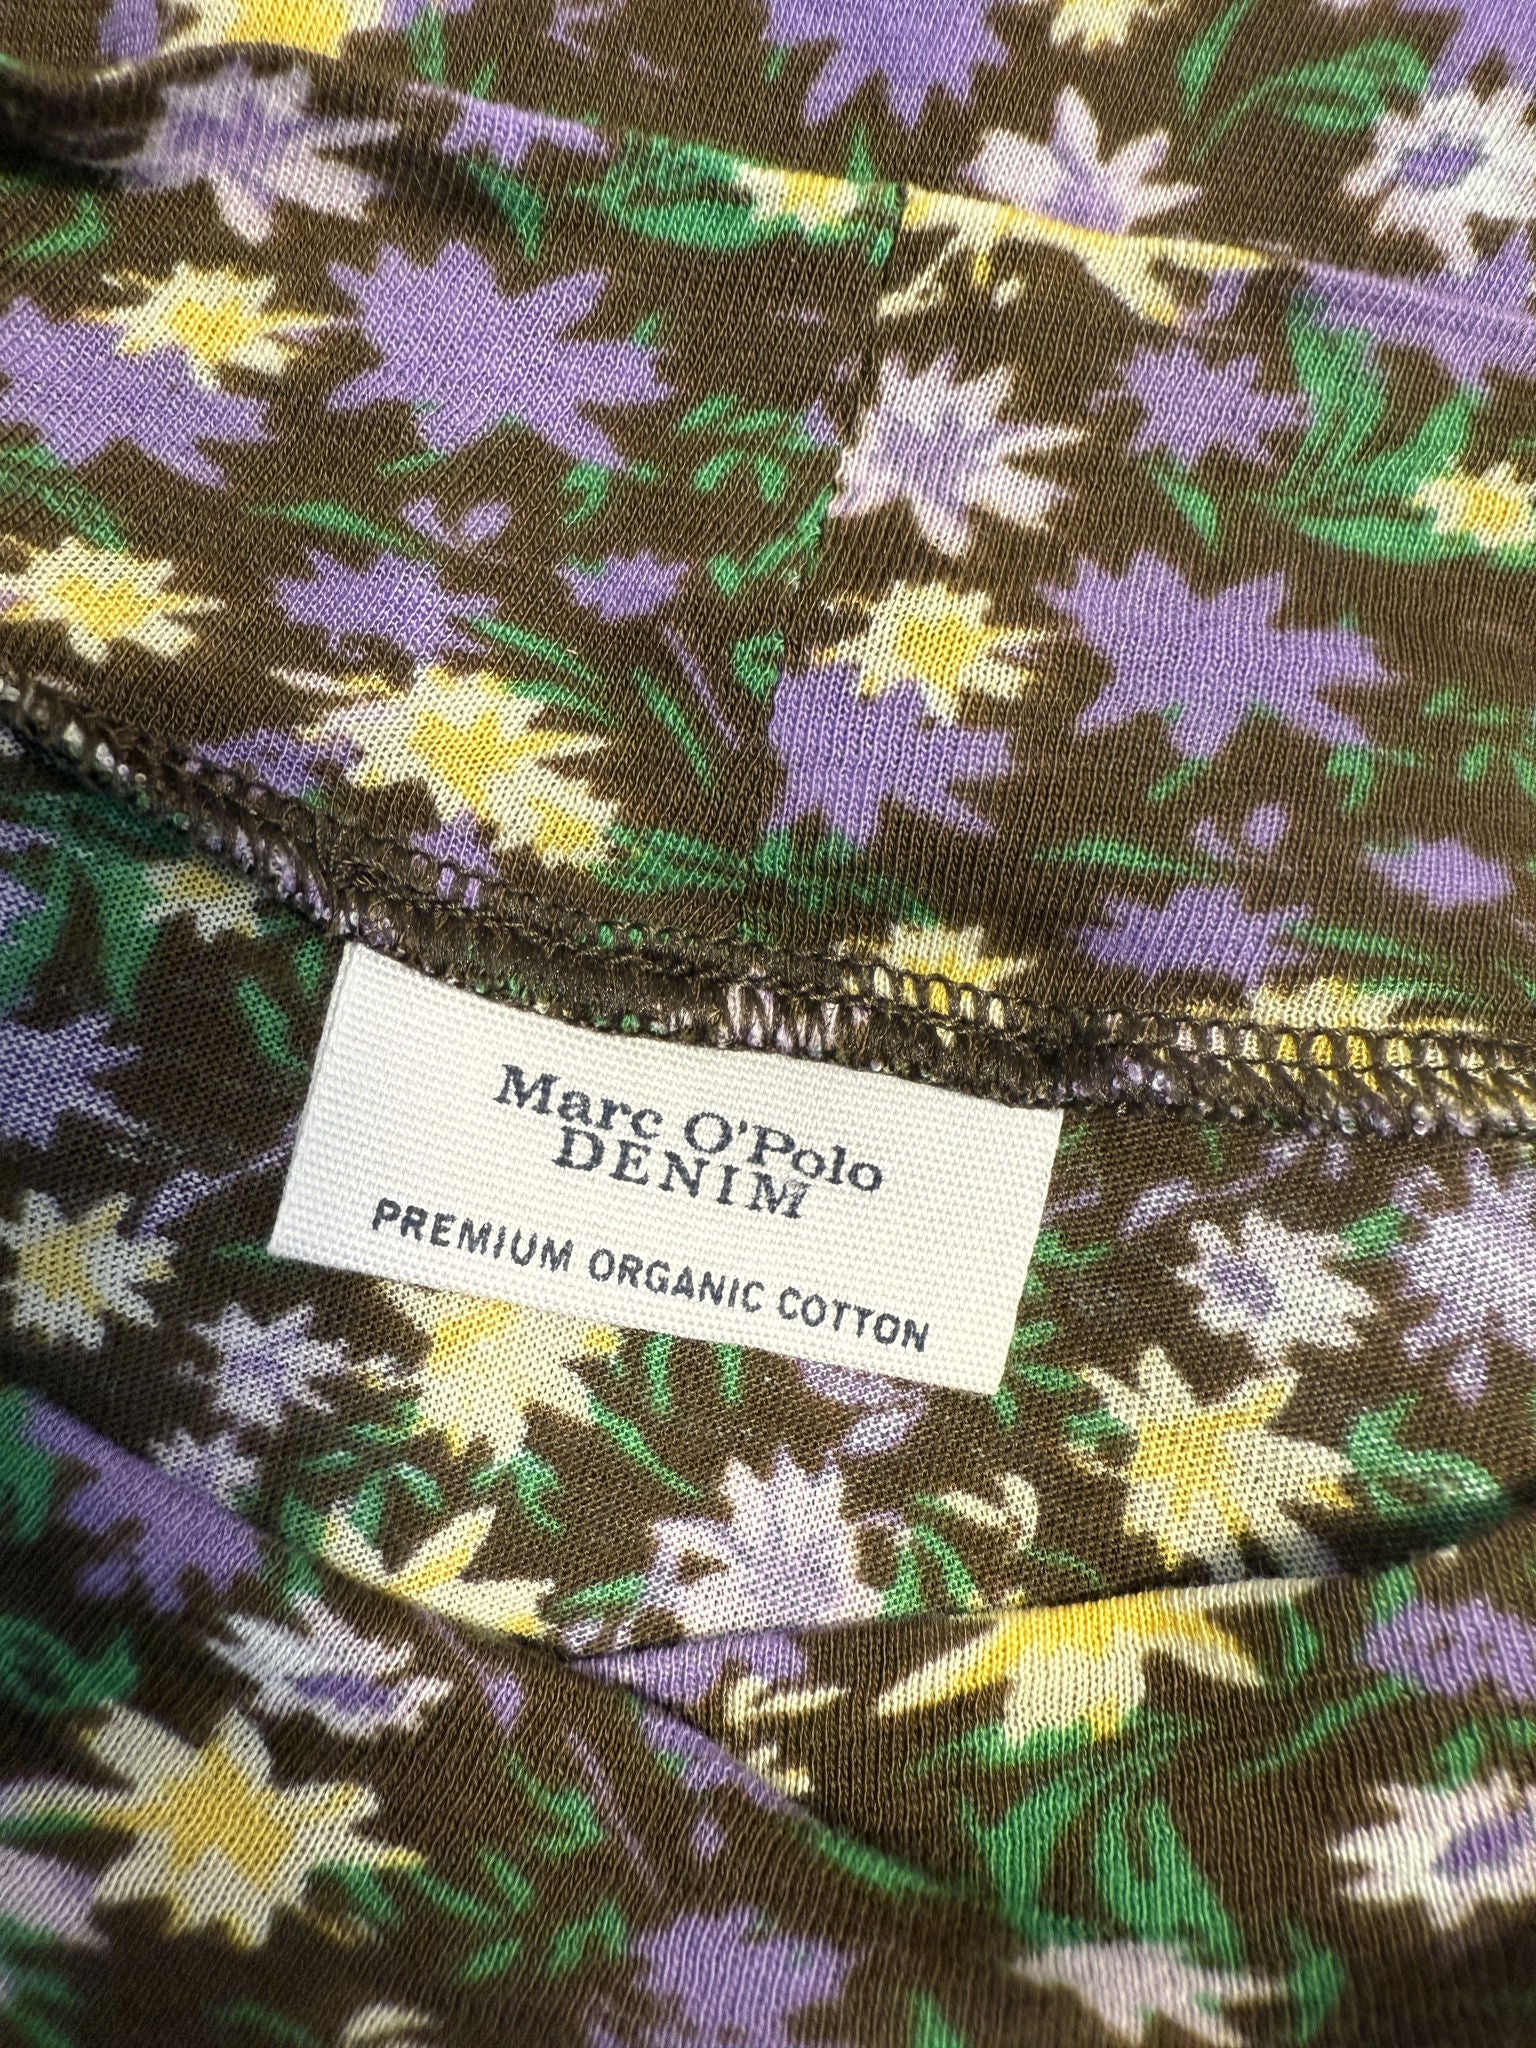 Marc O'Polo
DENIM
PREMIUM ORGANIC COTTON